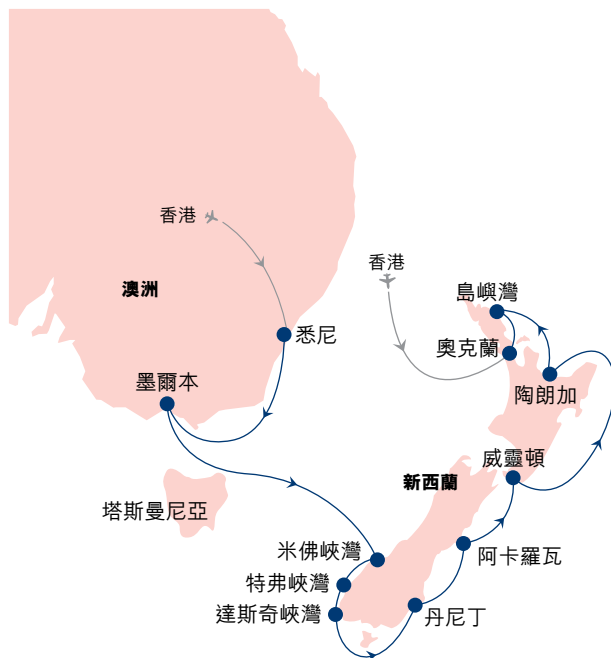 香港
澳洲
悉尼
墨爾本
塔斯曼尼亞
香港
島嶼灣
奧克蘭
陶朗加
威靈頓
新西蘭
米佛峽灣
阿卡羅瓦
特弗峽灣
達斯奇峽灣
丹尼丁